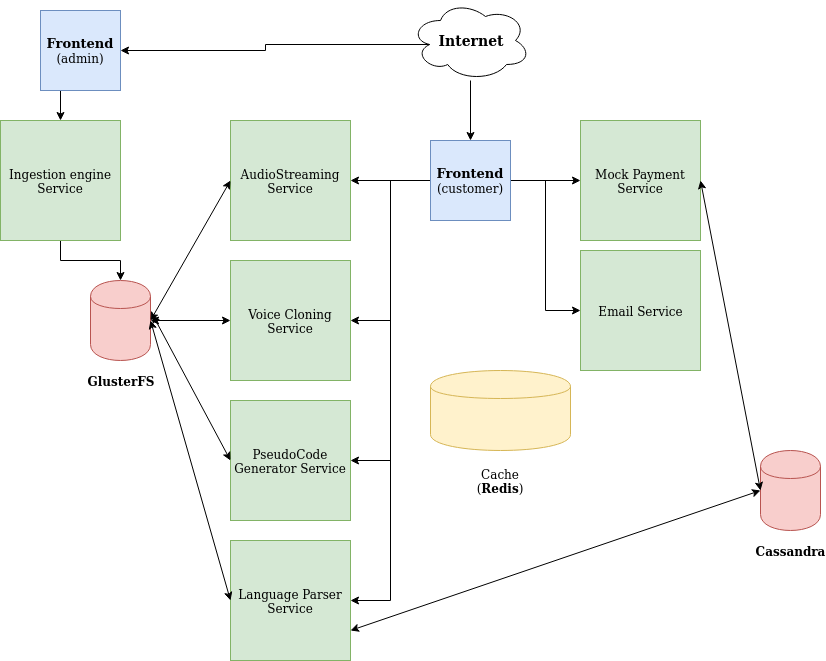 Frontend
(admin)
Internet
Ingestion engine
Service
AudioStreaming
Service
Frontend
(customer)
Mock Payment
Service
Voice Cloning
Service
Email Service
GlusterFS
PseudoCode
Generator Service
Cache
(Redis)
Cassandra
Language Parser
Service